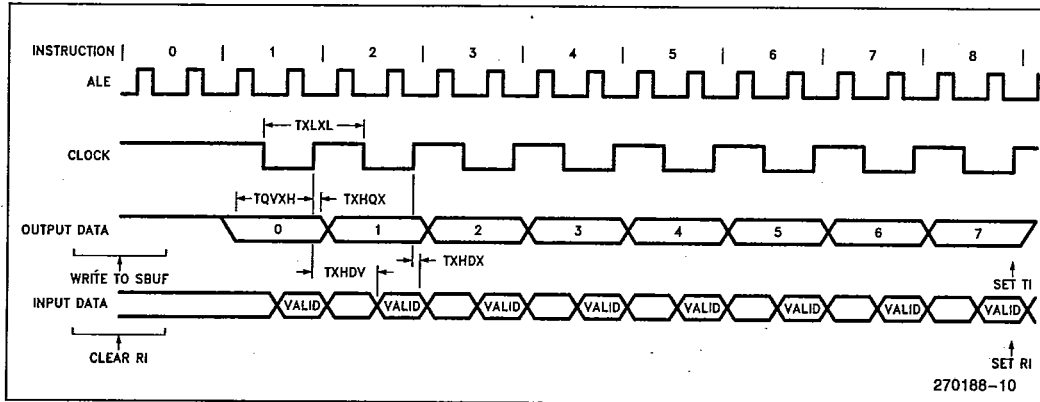 INSTRUCTION | 0 | 1 | 2 | 3 | 4 | 5 | 6 | 7 | 8 |
ALE
TXLXL
CLOCK
TQVXH TXHQX
OUTPUT DATA 0 1 2 3 4 5 6 7
WRITE TO SBUF TXHDV TXHDX SET TI
INPUT DATA VALID VALID VALID VALID VALID VALID VALID VALID
CLEAR RI SET RI
270188-10